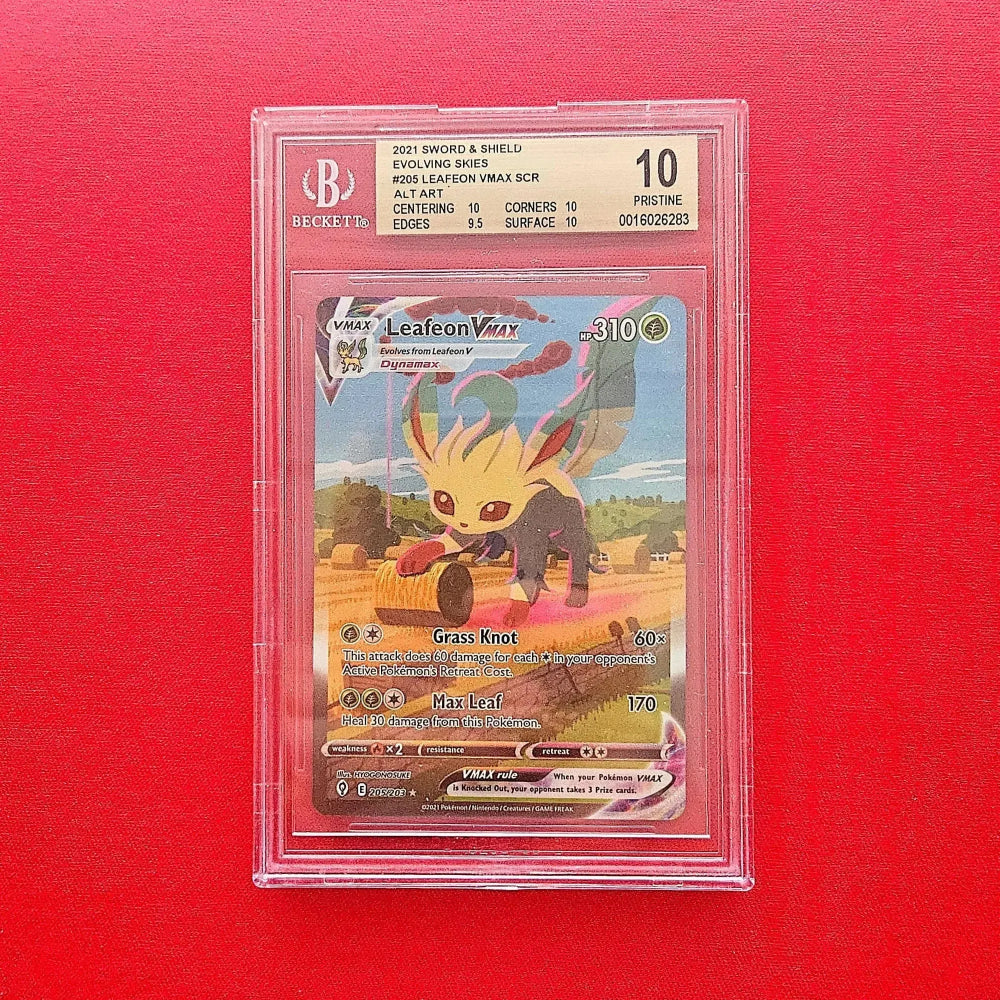 2021 SWORD & SHIELD
EVOLVING SKIES
#205 LEAFEON VMAX SCR
ALT ART
CENTERING 10 CORNERS 10
EDGES 9.5 SURFACE 10
10
PRISTINE
0016026283
B
BECKETT®
VMAX Leafeon VMAX HP 310
Evolves from Leafeon V
Dynamax
Grass Knot 60×
This attack does 60 damage for each in your opponent's
Active Pokémon's Retreat Cost.
Max Leaf 170
Heal 30 damage from this Pokémon.
weakness ×2 resistance retreat
Illus. HYOGONOSUKE
E 205/203 ★
VMAX rule When your Pokémon VMAX
is Knocked Out, your opponent takes 3 Prize cards.
©2021 Pokémon / Nintendo / Creatures / GAME FREAK